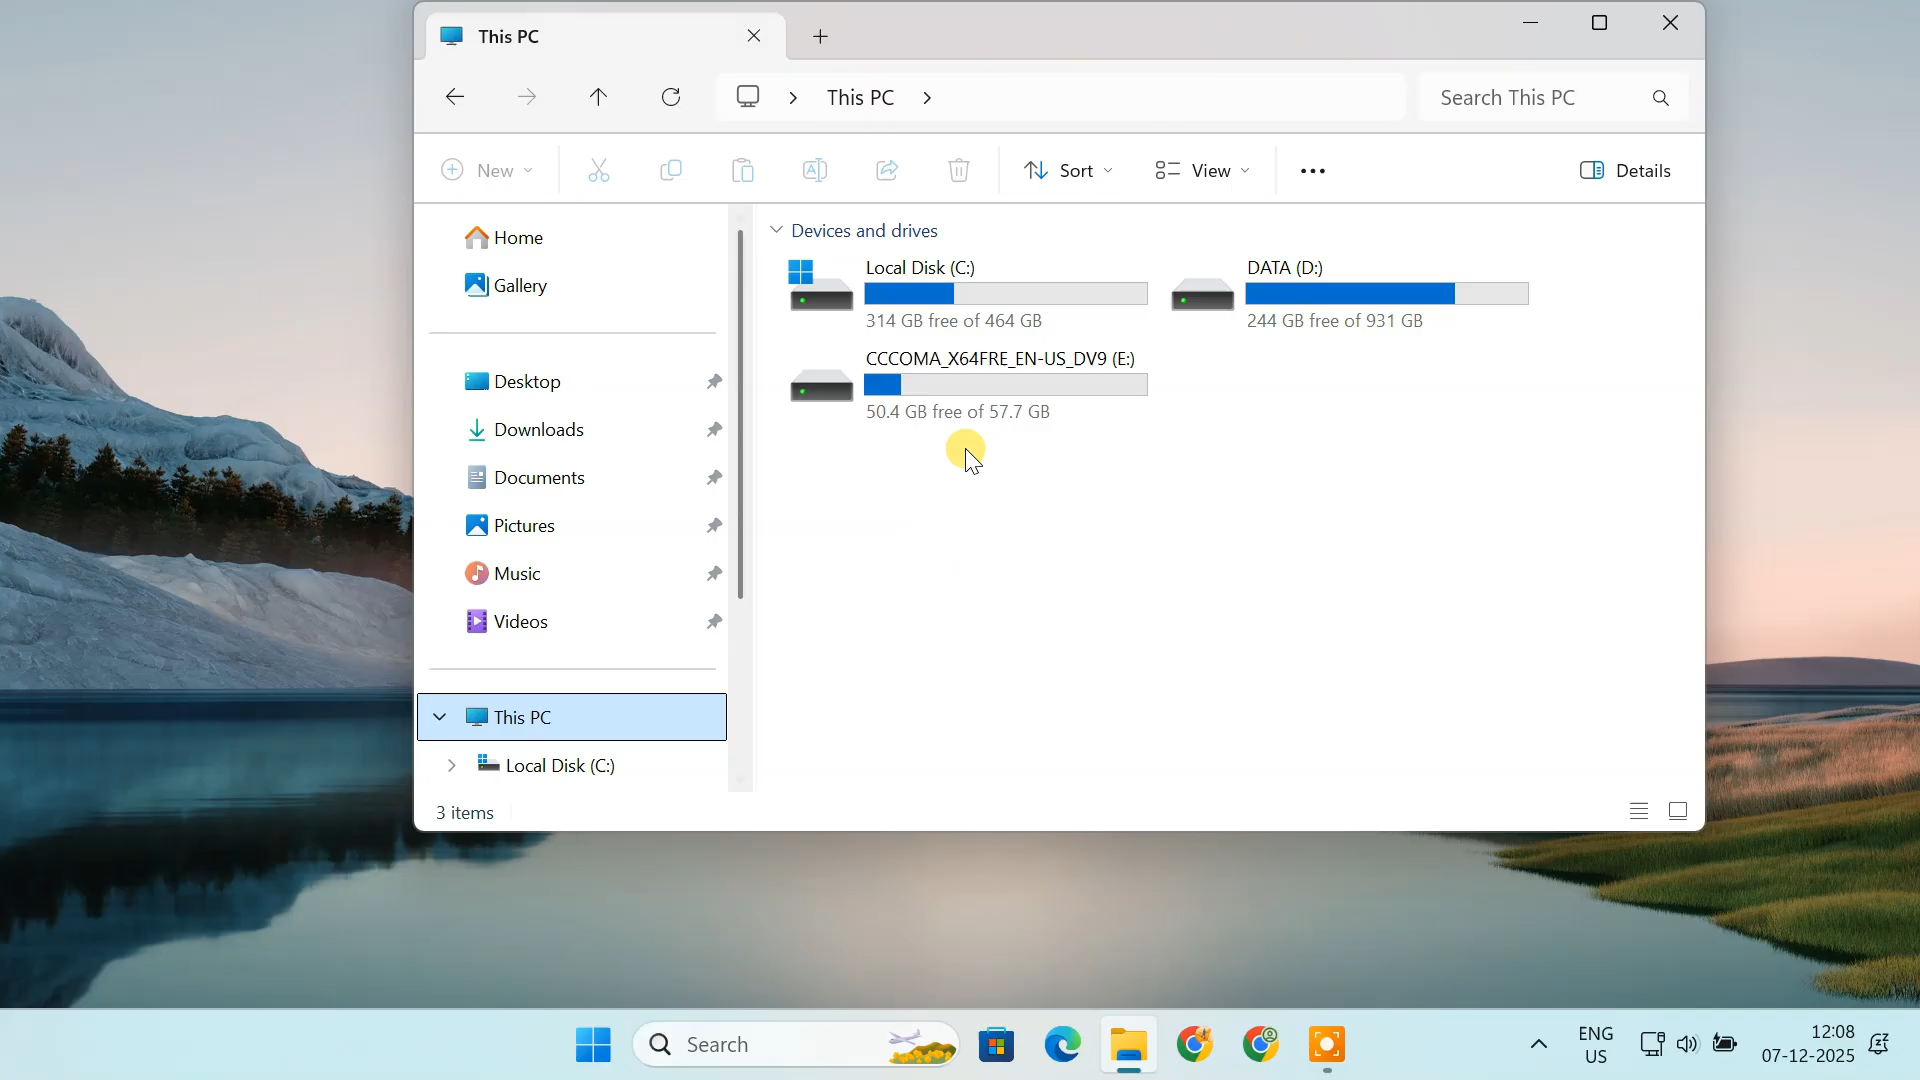 This PC
This PC
Search This PC
New
Sort
View
Details
Home
Gallery
Desktop
Downloads
Documents
Pictures
Music
Videos
This PC
Local Disk (C:)
Devices and drives
Local Disk (C:)
314 GB free of 464 GB
DATA (D:)
244 GB free of 931 GB
CCCOMA_X64FRE_EN-US_DV9 (E:)
50.4 GB free of 57.7 GB
3 items
Search
ENG
US
12:08
07-12-2025